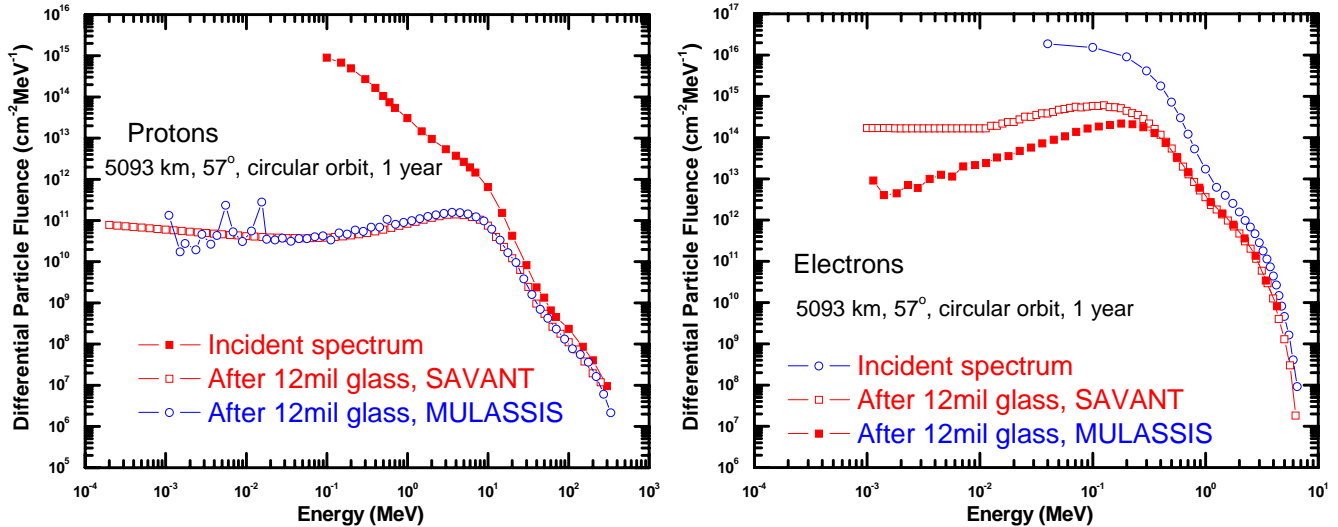 Differential Particle Fluence (cm⁻²MeV⁻¹)
10¹⁶
10¹⁵
10¹⁴
10¹³
10¹²
10¹¹
10¹⁰
10⁹
10⁸
10⁷
10⁶
10⁵
Protons
5093 km, 57°, circular orbit, 1 year
Incident spectrum
After 12mil glass, SAVANT
After 12mil glass, MULASSIS
10⁻⁴ 10⁻³ 10⁻² 10⁻¹ 10⁰ 10¹ 10² 10³
Energy (MeV)
Differential Particle Fluence (cm⁻²MeV⁻¹)
10¹⁷
10¹⁶
10¹⁵
10¹⁴
10¹³
10¹²
10¹¹
10¹⁰
10⁹
10⁸
10⁷
10⁶
Electrons
5093 km, 57°, circular orbit, 1 year
Incident spectrum
After 12mil glass, SAVANT
After 12mil glass, MULASSIS
10⁻⁴ 10⁻³ 10⁻² 10⁻¹ 10⁰ 10¹
Energy (MeV)